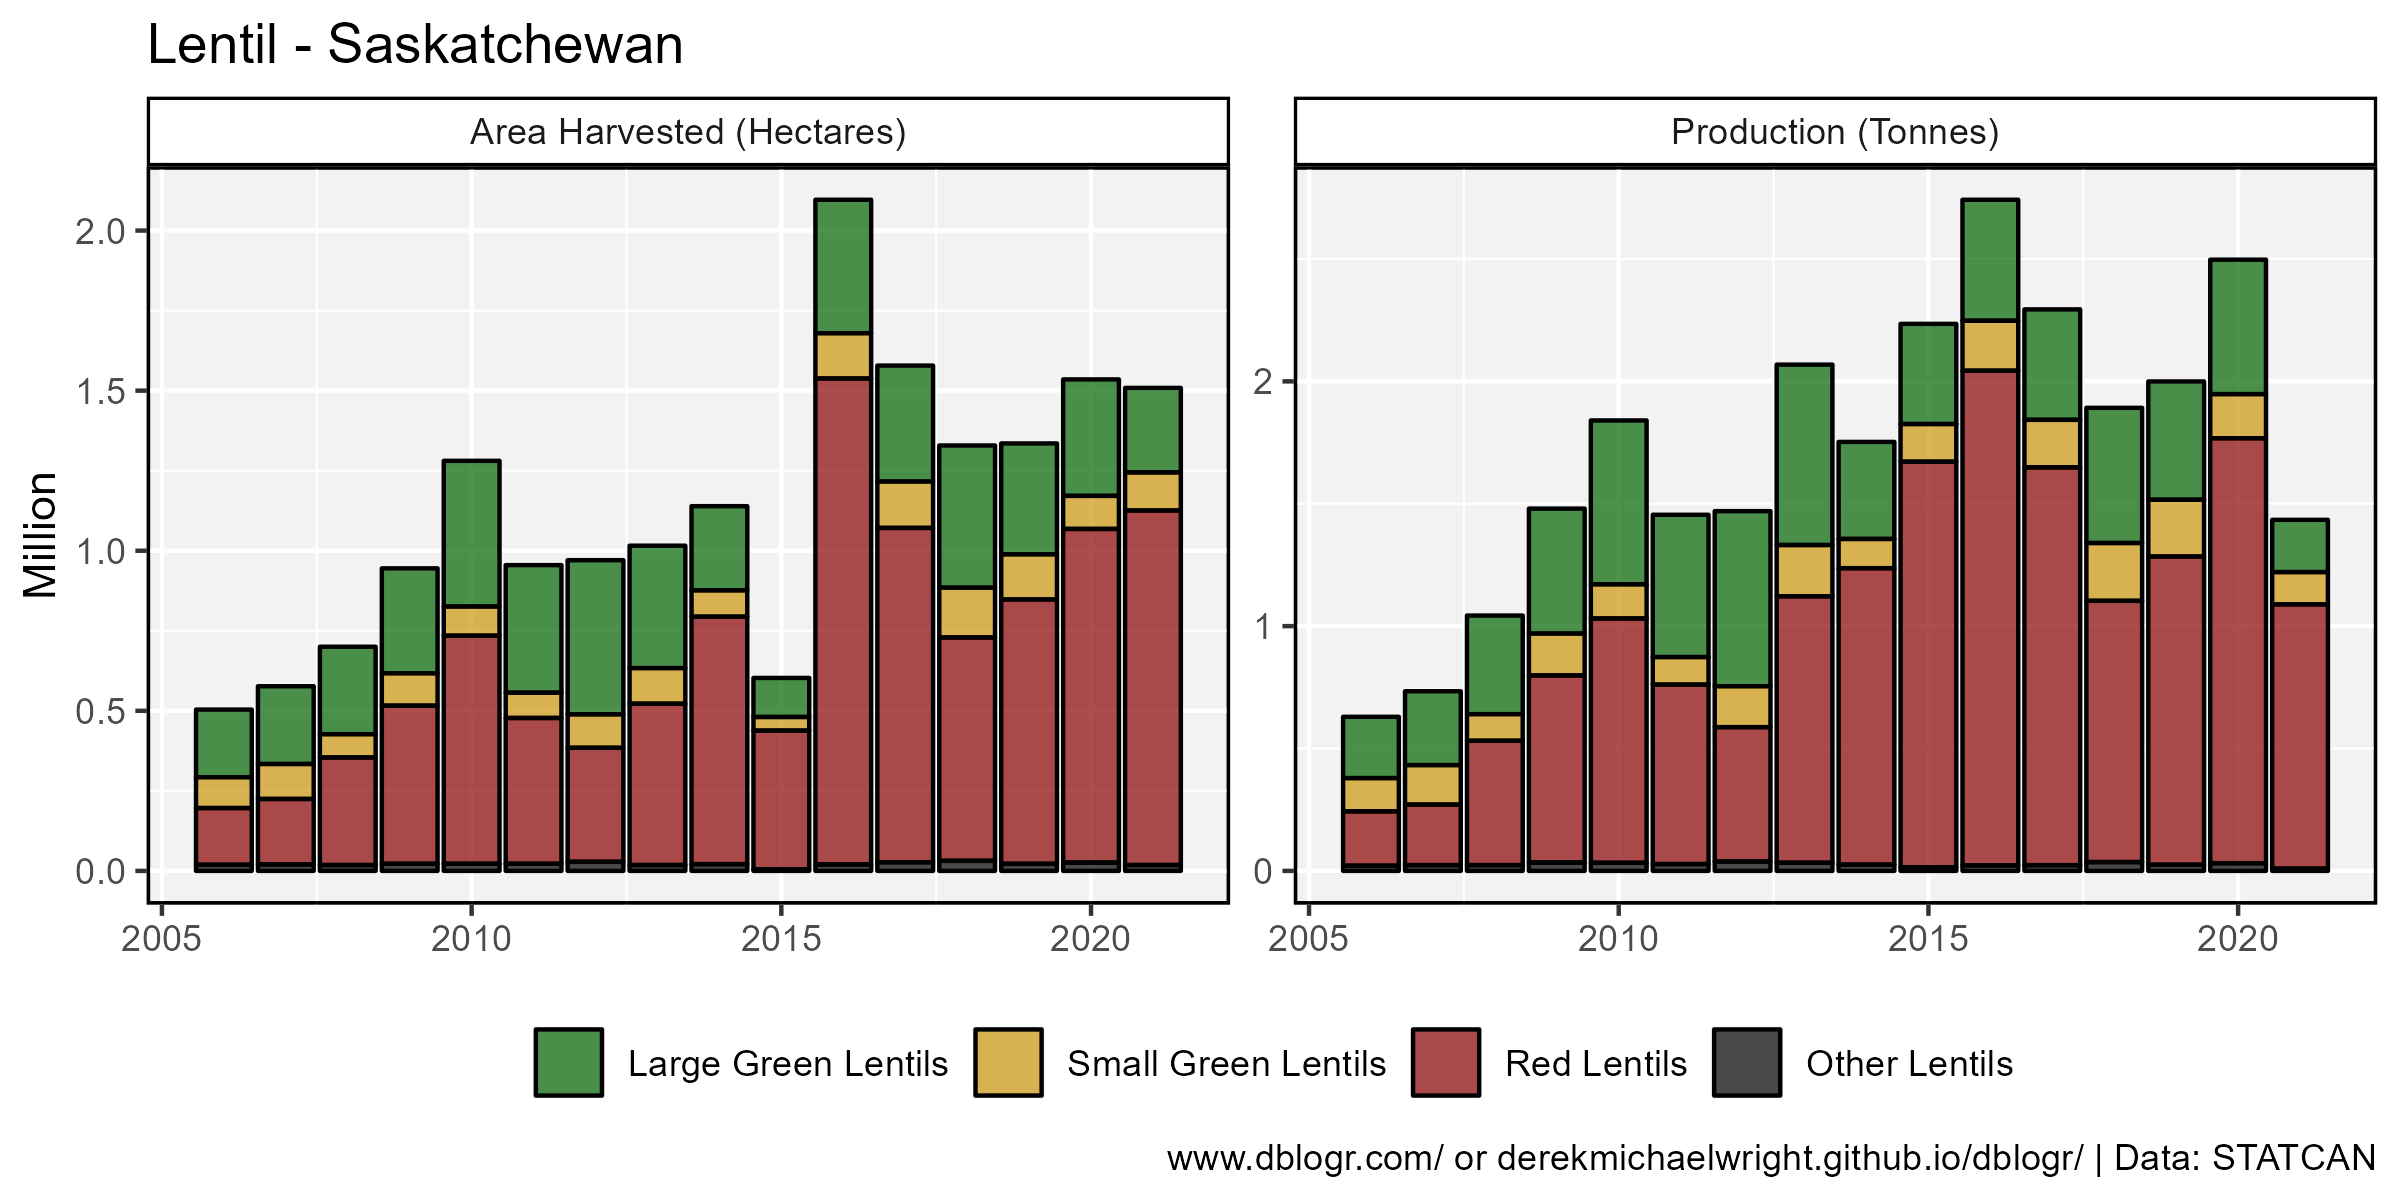 Lentil - Saskatchewan
Area Harvested (Hectares)
Production (Tonnes)
Million
2.0
1.5
1.0
0.5
0.0
2
1
0
2005
2010
2015
2020
2005
2010
2015
2020
Large Green Lentils
Small Green Lentils
Red Lentils
Other Lentils
www.dblogr.com/ or derekmichaelwright.github.io/dblogr/ | Data: STATCAN